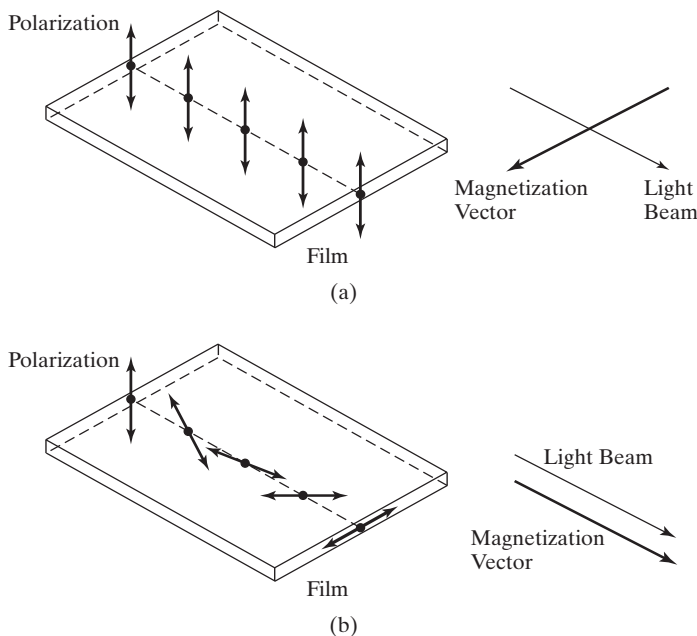 Polarization
Magnetization
Vector
Light
Beam
Film
(a)
Polarization
Light Beam
Magnetization
Vector
Film
(b)